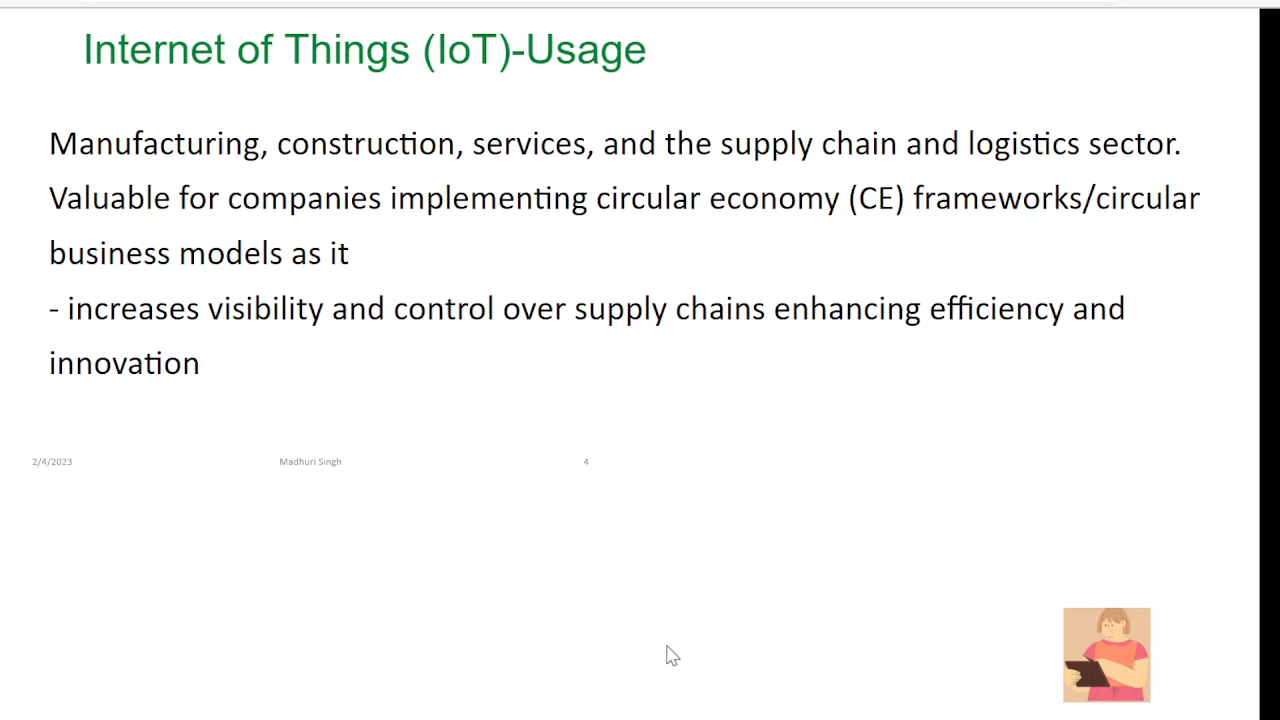 Internet of Things (IoT)-Usage
Manufacturing, construction, services, and the supply chain and logistics sector.
Valuable for companies implementing circular economy (CE) frameworks/circular
business models as it
- increases visibility and control over supply chains enhancing efficiency and
innovation
2/4/2023 Madhuri Singh 4